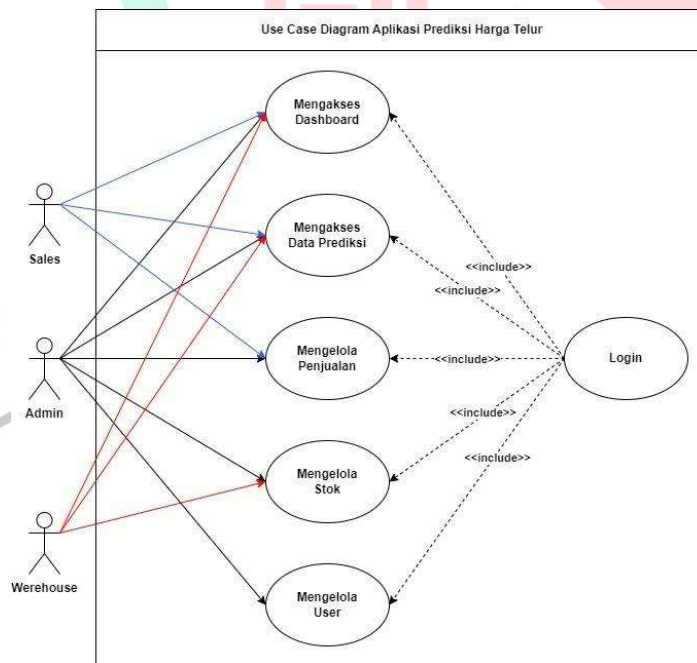 Use Case Diagram Aplikasi Prediksi Harga Telur
Mengakses
Dashboard
Sales
Mengakses
Data Prediksi
<<include>>
<<include>>
Admin
Mengelola
Penjualan
<<include>>
Login
<<include>>
<<include>>
Mengelola
Stok
Werehouse
Mengelola
User